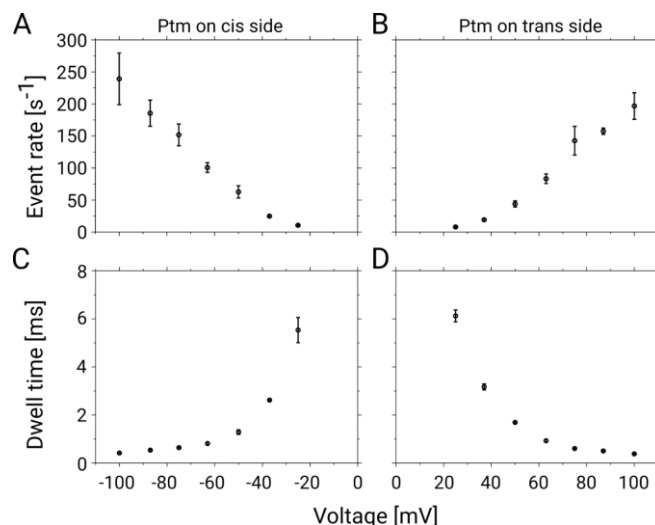 A Ptm on cis side B Ptm on trans side
Event rate [s⁻¹]
300
250
200
150
100
50
0
C D
Dwell time [ms]
8
6
4
2
0
-100 -80 -60 -40 -20 0 0 20 40 60 80 100
Voltage [mV]